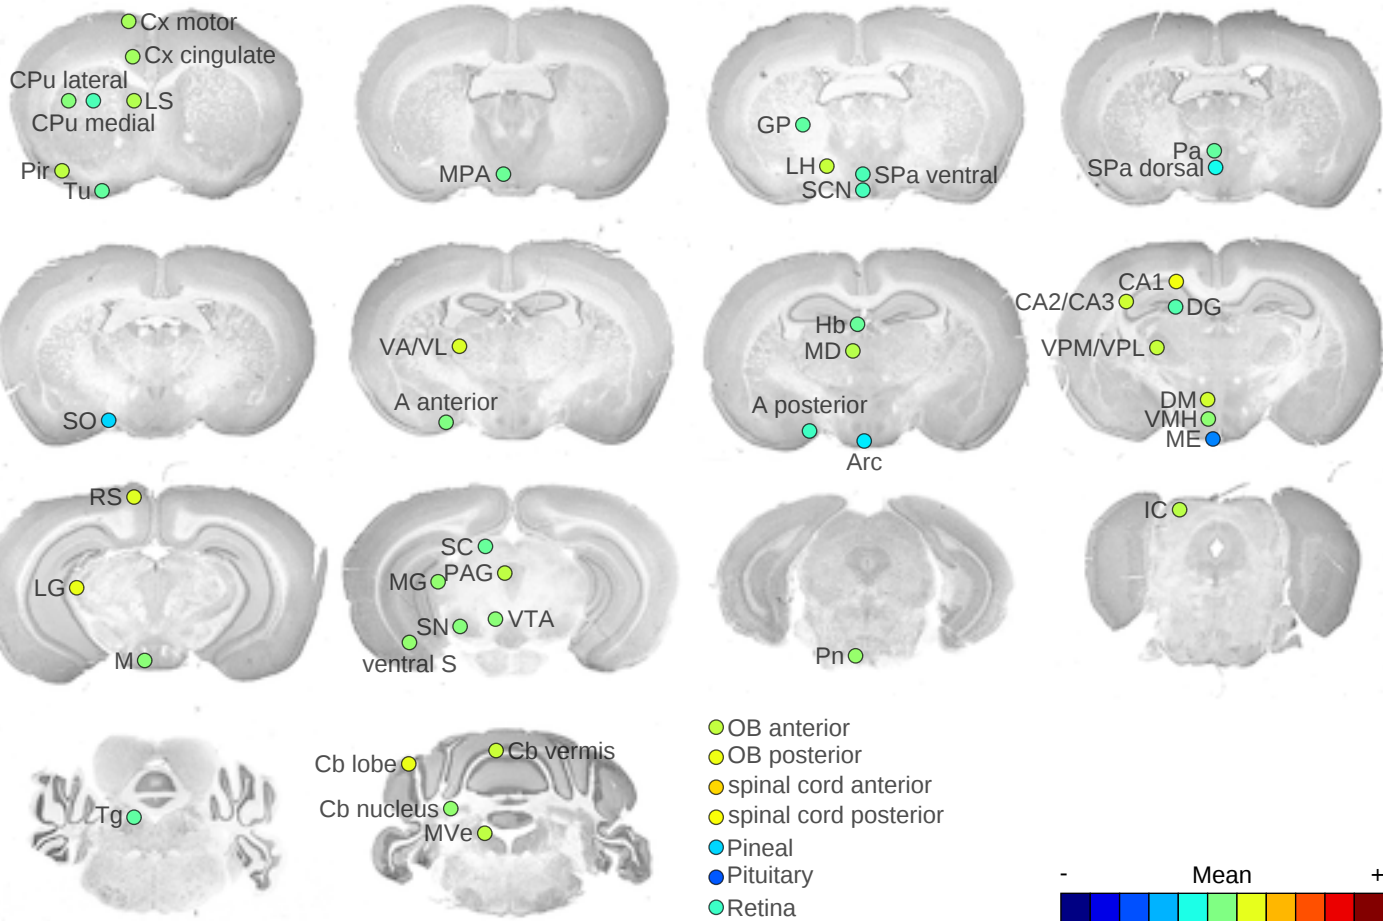 Cx motor
Cx cingulate
CPu lateral
LS
CPu medial
Pir
Tu
MPA
GP
LH
SPa ventral
SCN
Pa
SPa dorsal
SO
VA/VL
A anterior
Hb
MD
A posterior
Arc
CA1
CA2/CA3
DG
VPM/VPL
DM
VMH
ME
RS
LG
M
SC
PAG
MG
VTA
SN
ventral S
Pn
IC
Tg
Cb lobe
Cb vermis
Cb nucleus
MVe
OB anterior
OB posterior
spinal cord anterior
spinal cord posterior
Pineal
Pituitary
Retina
- Mean +